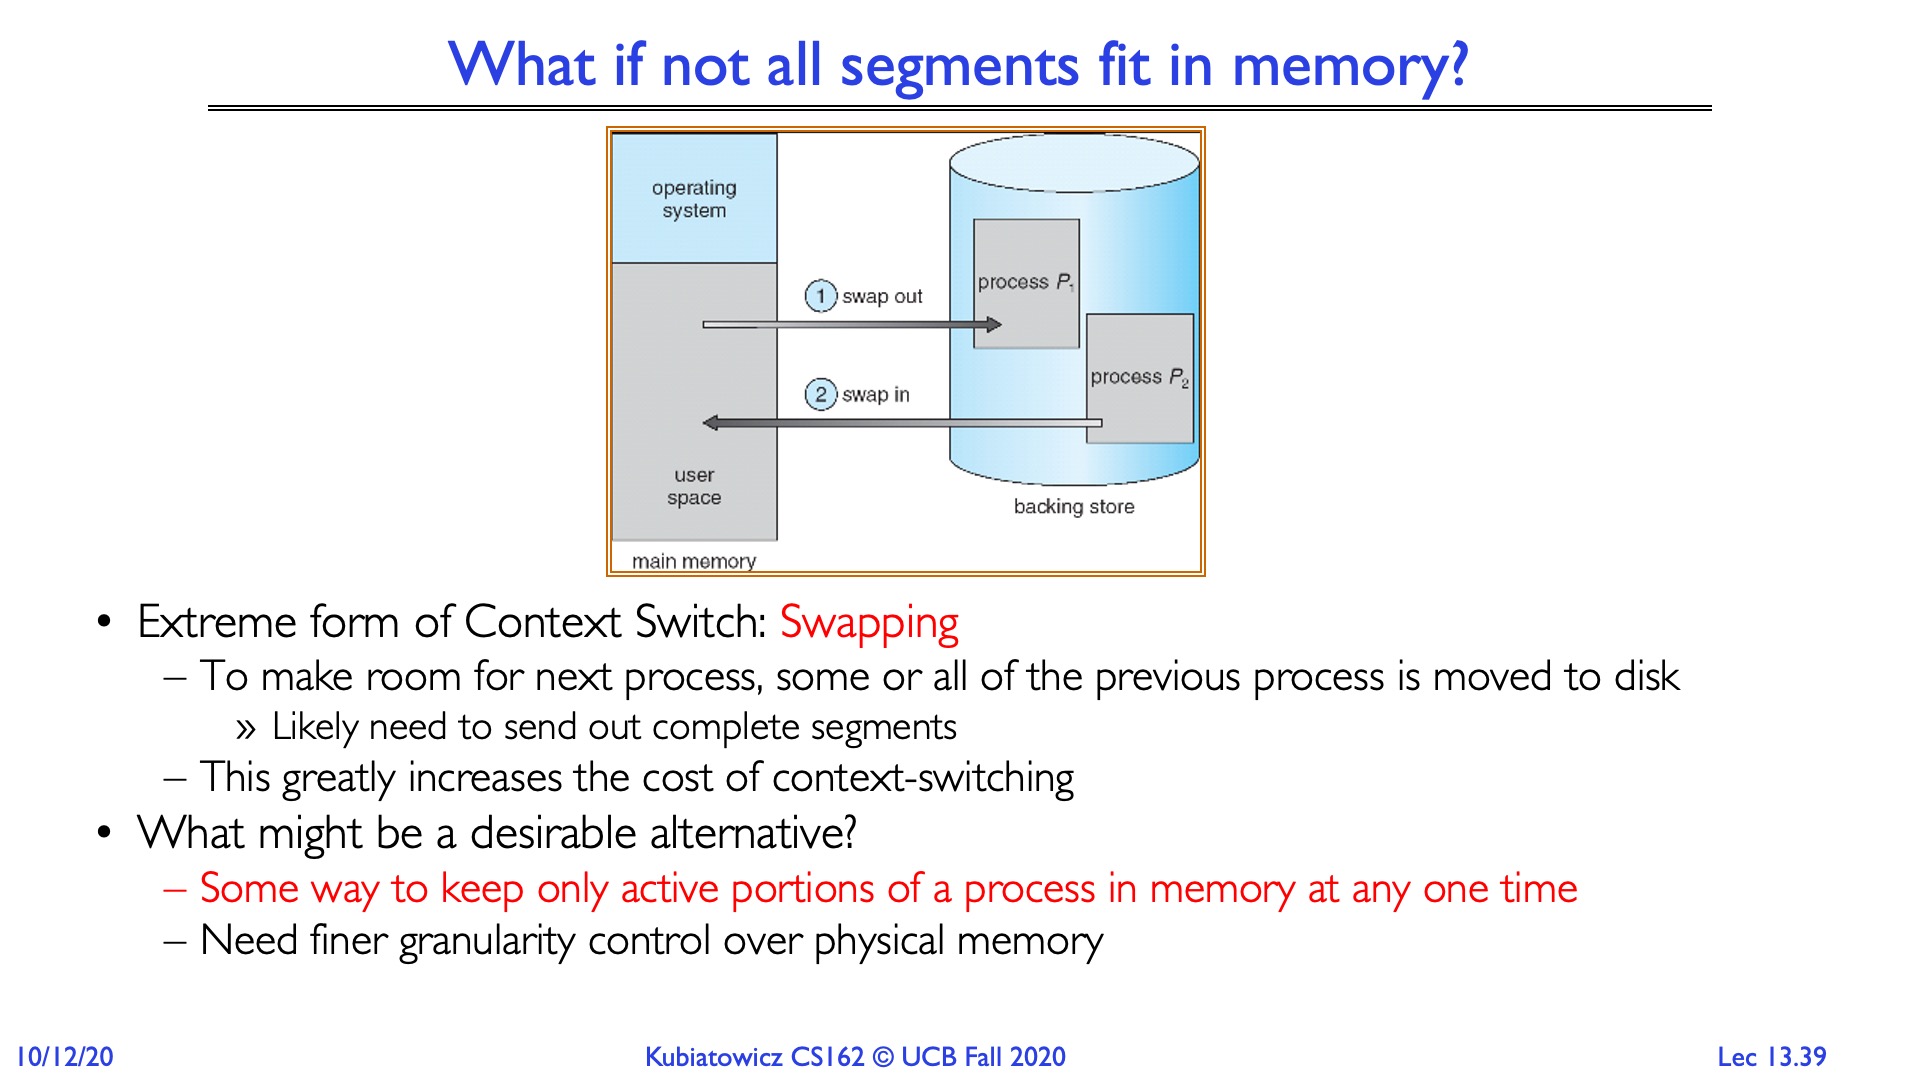 What if not all segments fit in memory?
operating
system
process P1
1 swap out
process P2
2 swap in
user
space
backing store
main memory
• Extreme form of Context Switch: Swapping
– To make room for next process, some or all of the previous process is moved to disk
» Likely need to send out complete segments
– This greatly increases the cost of context-switching
• What might be a desirable alternative?
– Some way to keep only active portions of a process in memory at any one time
– Need finer granularity control over physical memory
10/12/20
Kubiatowicz CS162 © UCB Fall 2020
Lec 13.39